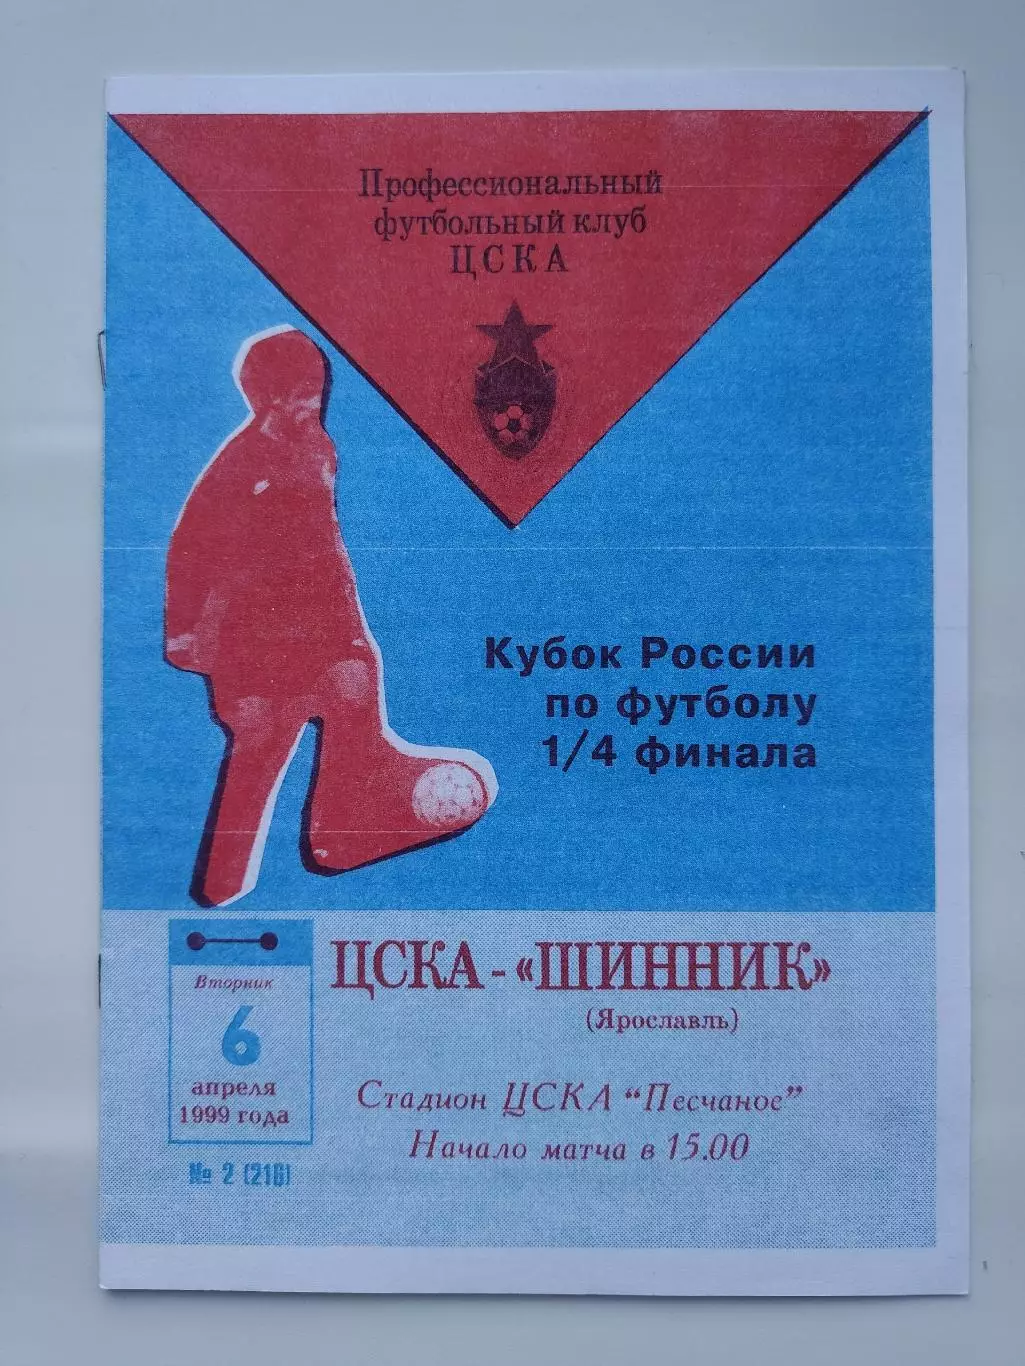 Профессиональный
футбольный клуб
ЦСКА
Кубок России
по футболу
1/4 финала
Вторник
6
апреля
1999 года
№ 2 (216)
ЦСКА - «ШИННИК»
(Ярославль)
Стадион ЦСКА “Песчаное”
Начало матча в 15.00